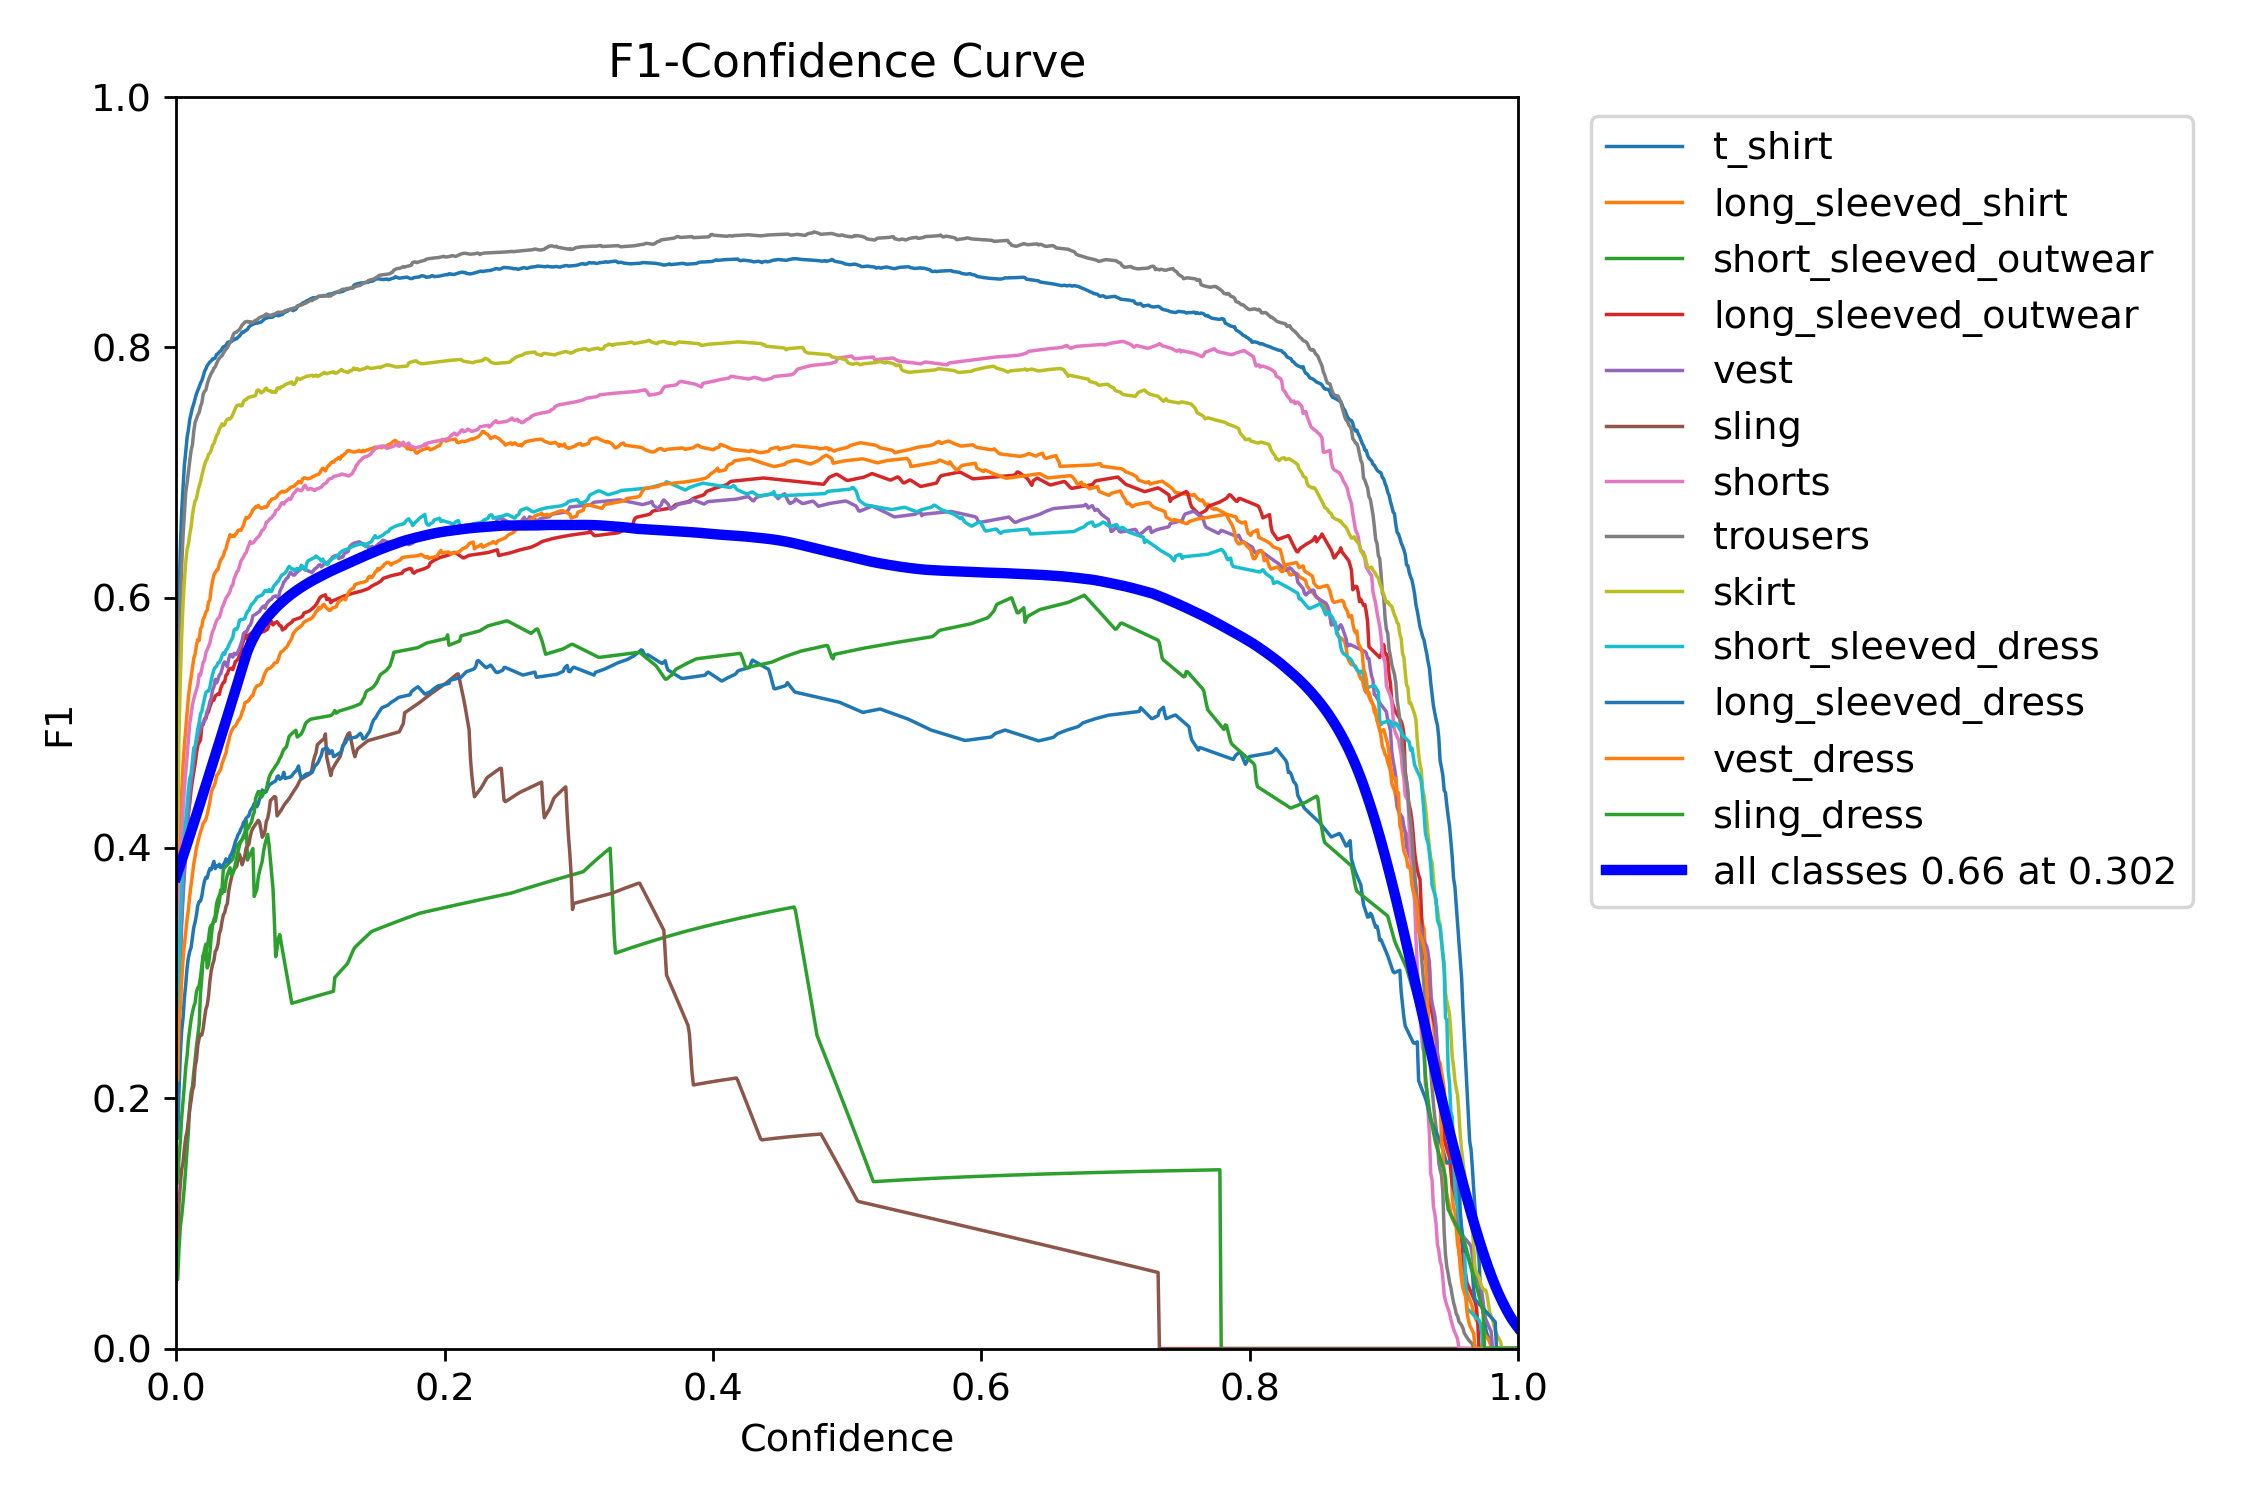 F1-Confidence Curve
1.0
0.8
0.6
0.4
0.2
0.0
F1
0.0 0.2 0.4 0.6 0.8 1.0
Confidence
t_shirt
long_sleeved_shirt
short_sleeved_outwear
long_sleeved_outwear
vest
sling
shorts
trousers
skirt
short_sleeved_dress
long_sleeved_dress
vest_dress
sling_dress
all classes 0.66 at 0.302